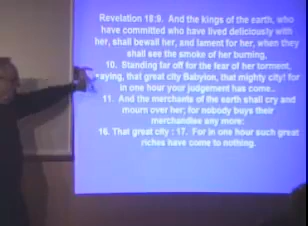 Revelation 18:9. And the kings of the earth, who
have committed who have lived deliciously with
her, shall bewail her, and lament for her, when they
shall see the smoke of her burning,
10. Standing far off for the fear of her torment,
saying, that great city Babylon, that mighty city! for
in one hour your judgement has come..
11. And the merchants of the earth shall cry and
mourn over her; for nobody buys their
merchandise any more:
16. That great city : 17. For in one hour such great
riches have come to nothing.